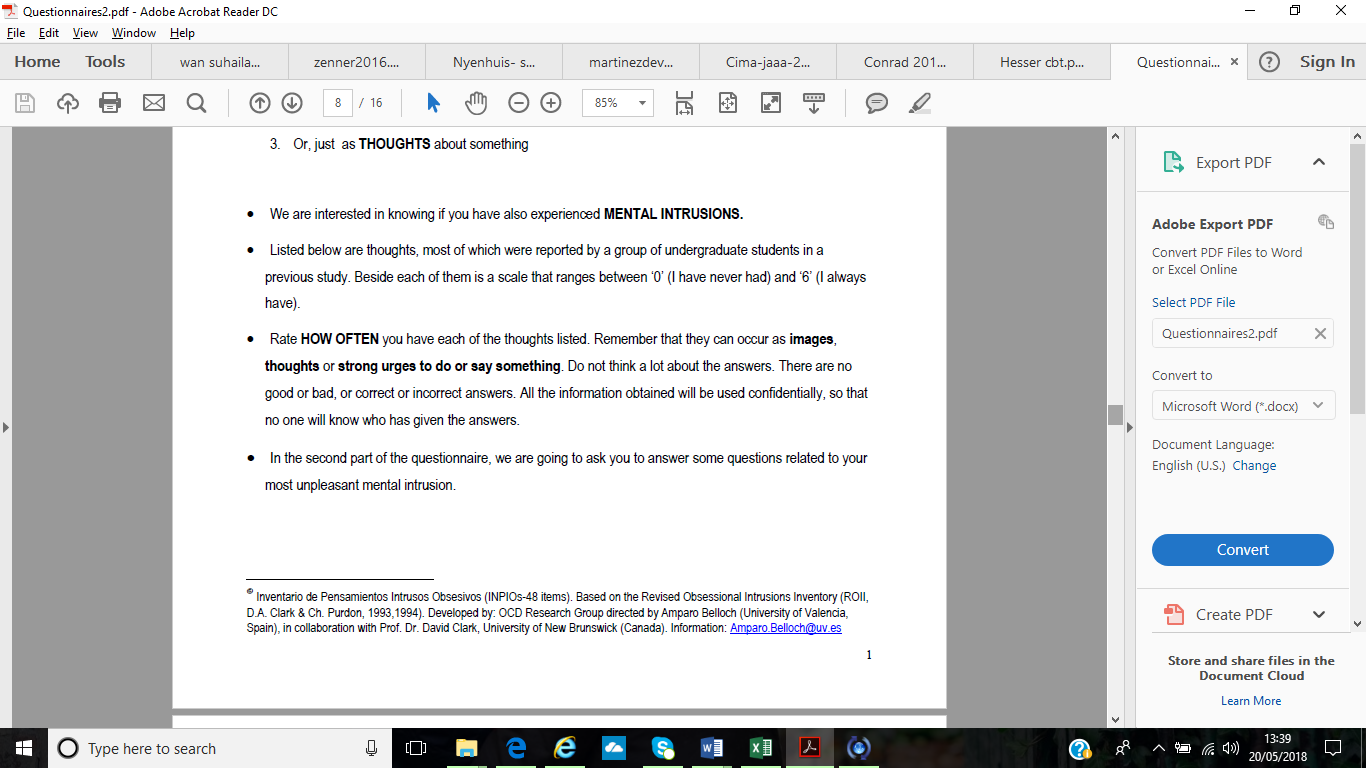 Questionnaires2.pdf - Adobe Acrobat Reader DC
File Edit View Window Help
Home Tools wan suhaila... zenner2016.... Nyenhuis- s... martinezdev... Cima-jaaa-2... Conrad 201... Hesser cbt.p... Questionnai... Sign In
8 / 16 85%
3. Or, just as THOUGHTS about something
• We are interested in knowing if you have also experienced MENTAL INTRUSIONS.
• Listed below are thoughts, most of which were reported by a group of undergraduate students in a
previous study. Beside each of them is a scale that ranges between ‘0’ (I have never had) and ‘6’ (I always
have).
• Rate HOW OFTEN you have each of the thoughts listed. Remember that they can occur as images,
thoughts or strong urges to do or say something. Do not think a lot about the answers. There are no
good or bad, or correct or incorrect answers. All the information obtained will be used confidentially, so that
no one will know who has given the answers.
• In the second part of the questionnaire, we are going to ask you to answer some questions related to your
most unpleasant mental intrusion.
© Inventario de Pensamientos Intrusos Obsesivos (INPIOs-48 items). Based on the Revised Obsessional Intrusions Inventory (ROII,
D.A. Clark & Ch. Purdon, 1993,1994). Developed by: OCD Research Group directed by Amparo Belloch (University of Valencia,
Spain), in collaboration with Prof. Dr. David Clark, University of New Brunswick (Canada). Information: Amparo.Belloch@uv.es
1
Export PDF
Adobe Export PDF
Convert PDF Files to Word
or Excel Online
Select PDF File
Questionnaires2.pdf
Convert to
Microsoft Word (*.docx)
Document Language:
English (U.S.) Change
Convert
Create PDF
Store and share files in the
Document Cloud
Learn More
Type here to search
13:39
20/05/2018